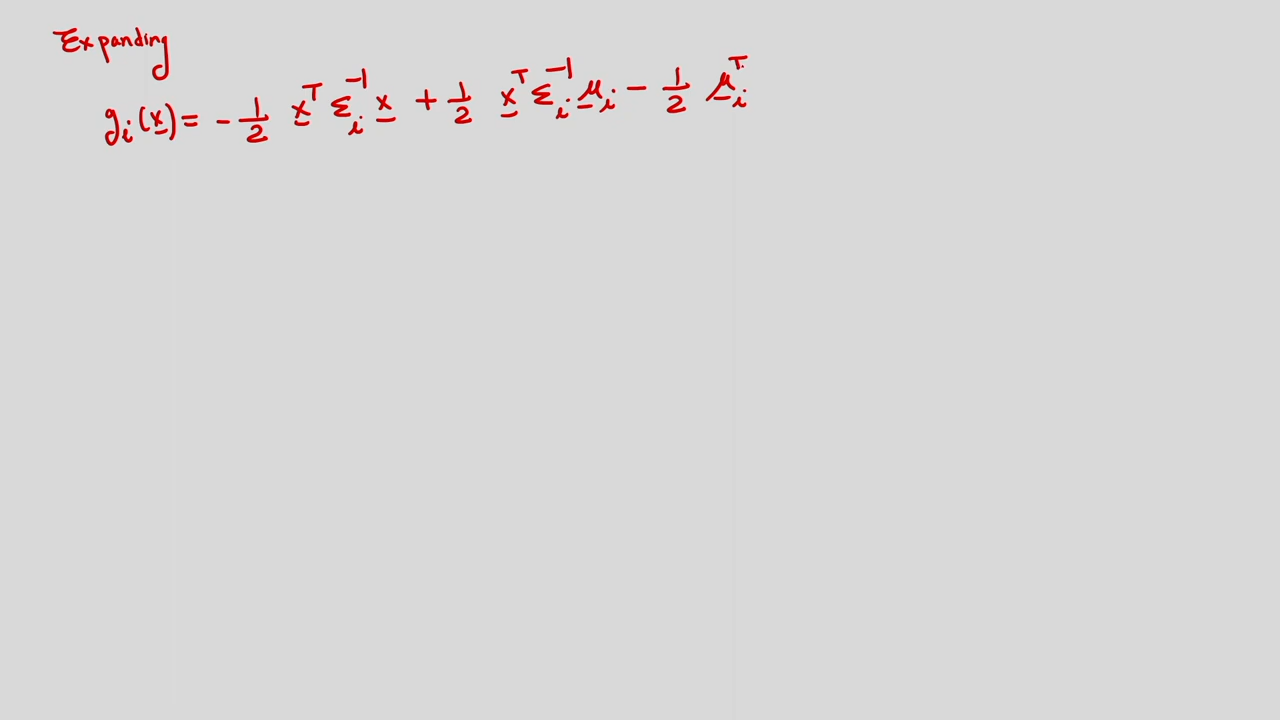 Expanding
g_i(x) = - 1/2 x^T Σ_i^{-1} x + 1/2 x^T Σ_i^{-1} μ_i - 1/2 μ_i^T